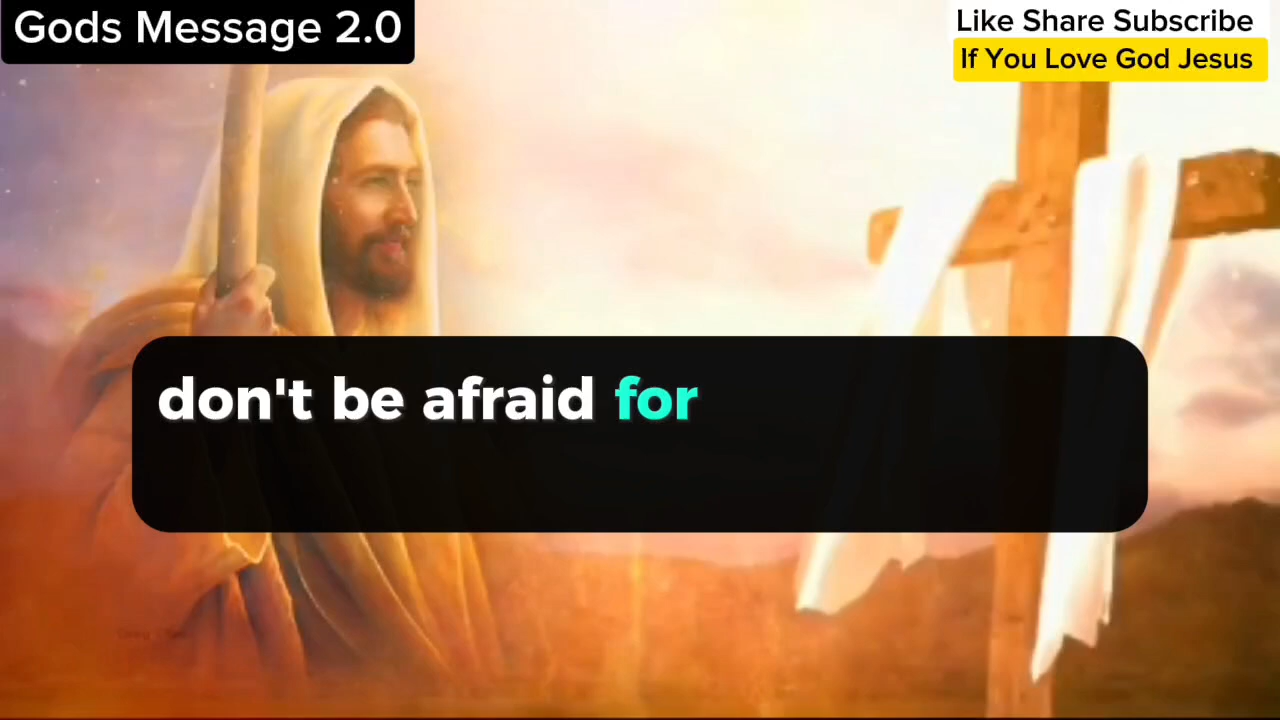 Gods Message 2.0
Like Share Subscribe
If You Love God Jesus
don't be afraid for